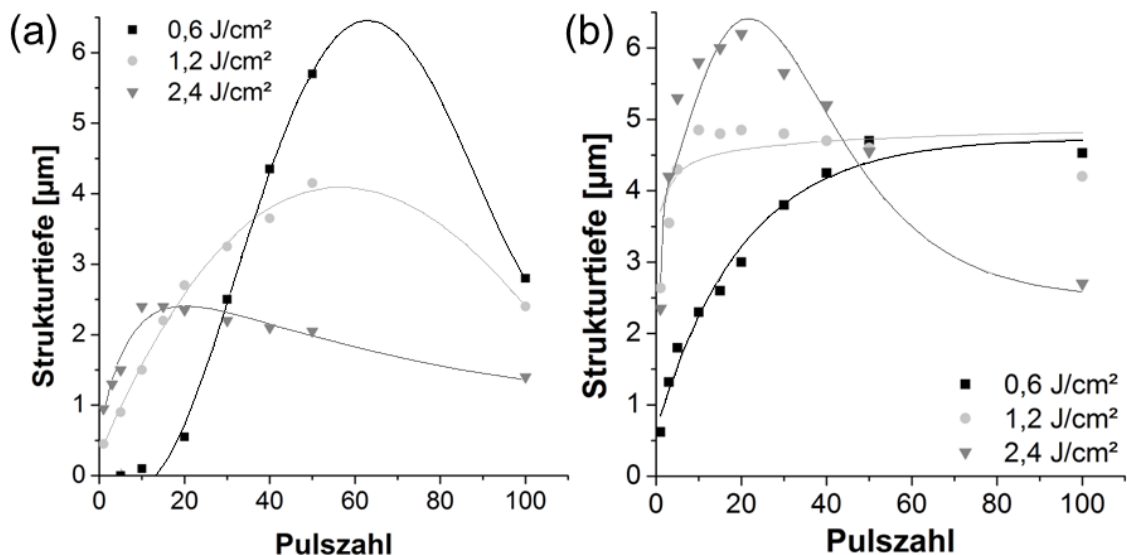 (a)
0,6 J/cm²
1,2 J/cm²
2,4 J/cm²
Strukturtiefe [µm]
6
5
4
3
2
1
0
0
20
40
60
80
100
Pulszahl
(b)
Strukturtiefe [µm]
6
5
4
3
2
1
0
0,6 J/cm²
1,2 J/cm²
2,4 J/cm²
0
20
40
60
80
100
Pulszahl